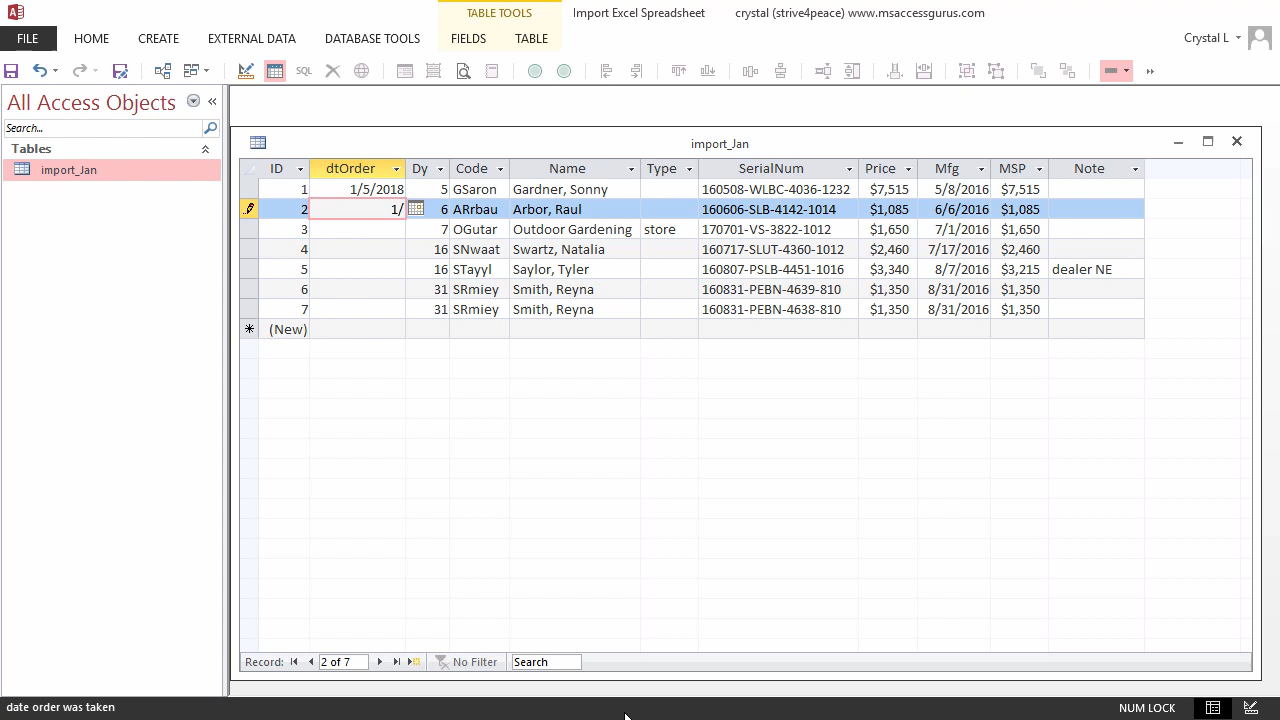 TABLE TOOLS Import Excel Spreadsheet crystal (strive4peace) www.msaccessgurus.com
FILE HOME CREATE EXTERNAL DATA DATABASE TOOLS FIELDS TABLE Crystal L
SQL
All Access Objects
Search...
Tables
import_Jan
import_Jan
ID dtOrder Dy Code Name Type SerialNum Price Mfg MSP Note
1 1/5/2018 5 GSaron Gardner, Sonny 160508-WLBC-4036-1232 $7,515 5/8/2016 $7,515
2 1/ 6 ARrbau Arbor, Raul 160606-SLB-4142-1014 $1,085 6/6/2016 $1,085
3 7 OGutar Outdoor Gardening store 170701-VS-3822-1012 $1,650 7/1/2016 $1,650
4 16 SNwaat Swartz, Natalia 160717-SLUT-4360-1012 $2,460 7/17/2016 $2,460
5 16 STayyl Saylor, Tyler 160807-PSLB-4451-1016 $3,340 8/7/2016 $3,215 dealer NE
6 31 SRmiey Smith, Reyna 160831-PEBN-4639-810 $1,350 8/31/2016 $1,350
7 31 SRmiey Smith, Reyna 160831-PEBN-4638-810 $1,350 8/31/2016 $1,350
(New)
Record: 2 of 7 No Filter Search
date order was taken NUM LOCK